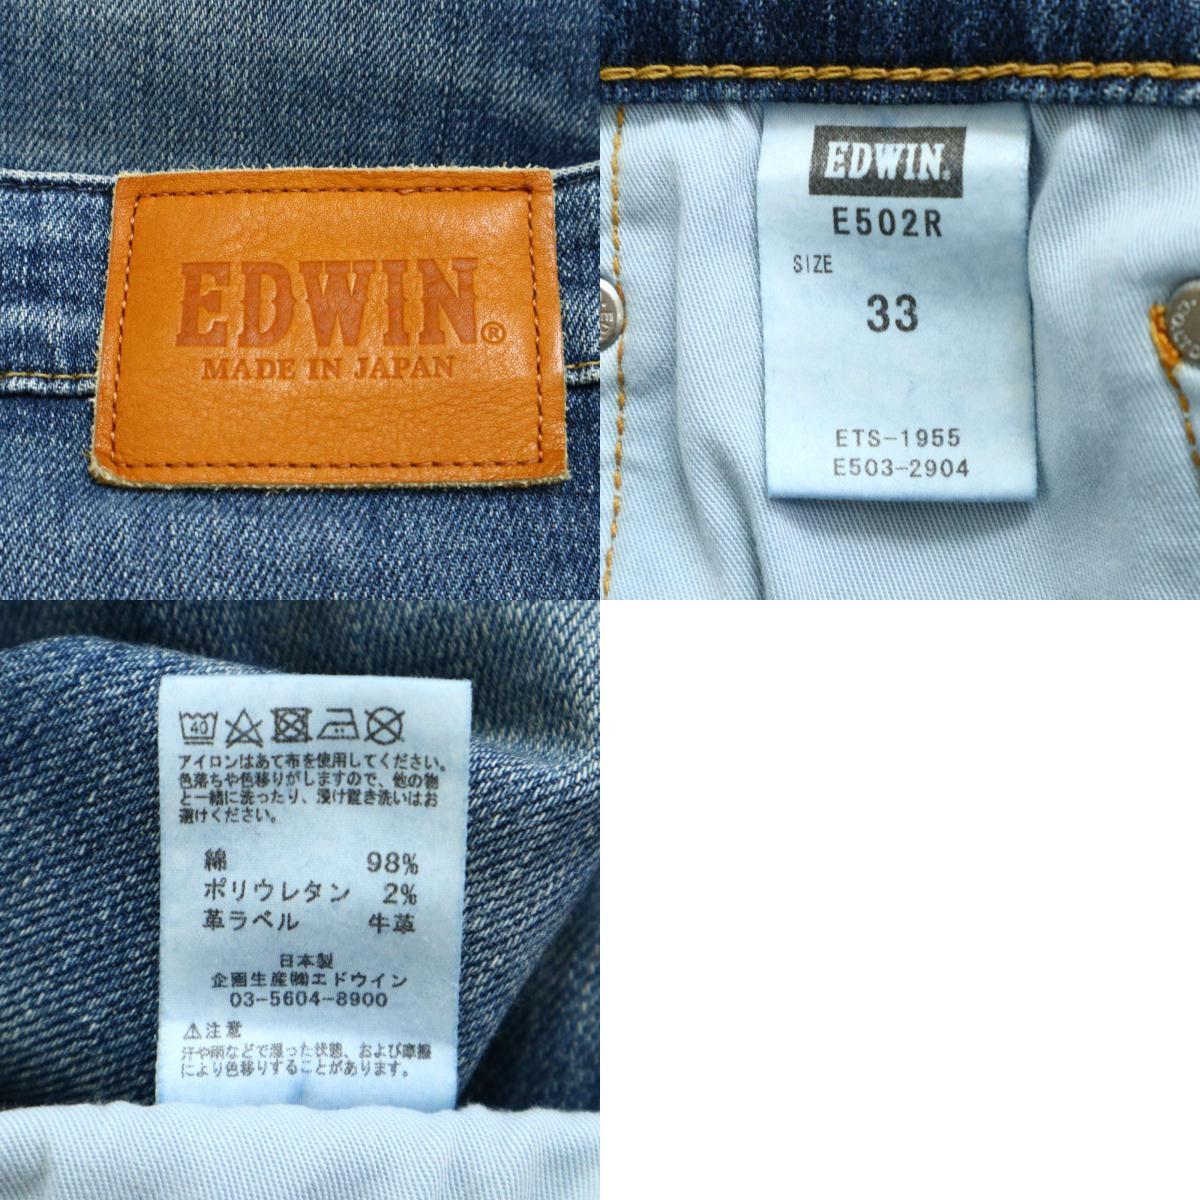 EDWIN®
MADE IN JAPAN
EDWIN®
E502R
SIZE
33
ETS-1955
E503-2904
40
アイロンはあて布を使用してください。
色落ちや色移りがしますので、他の物
と一緒に洗ったり、浸け置き洗いはお
避けください。
綿 98%
ポリウレタン 2%
革ラベル 牛革
日本製
企画生産㈱エドウイン
03-5604-8900
⚠注意
汗や雨などで湿った状態、および摩擦
により色移りすることがあります。